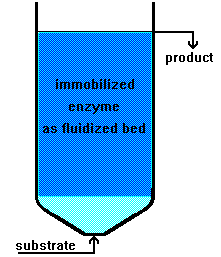 product
immobilized
enzyme
as fluidized bed
substrate